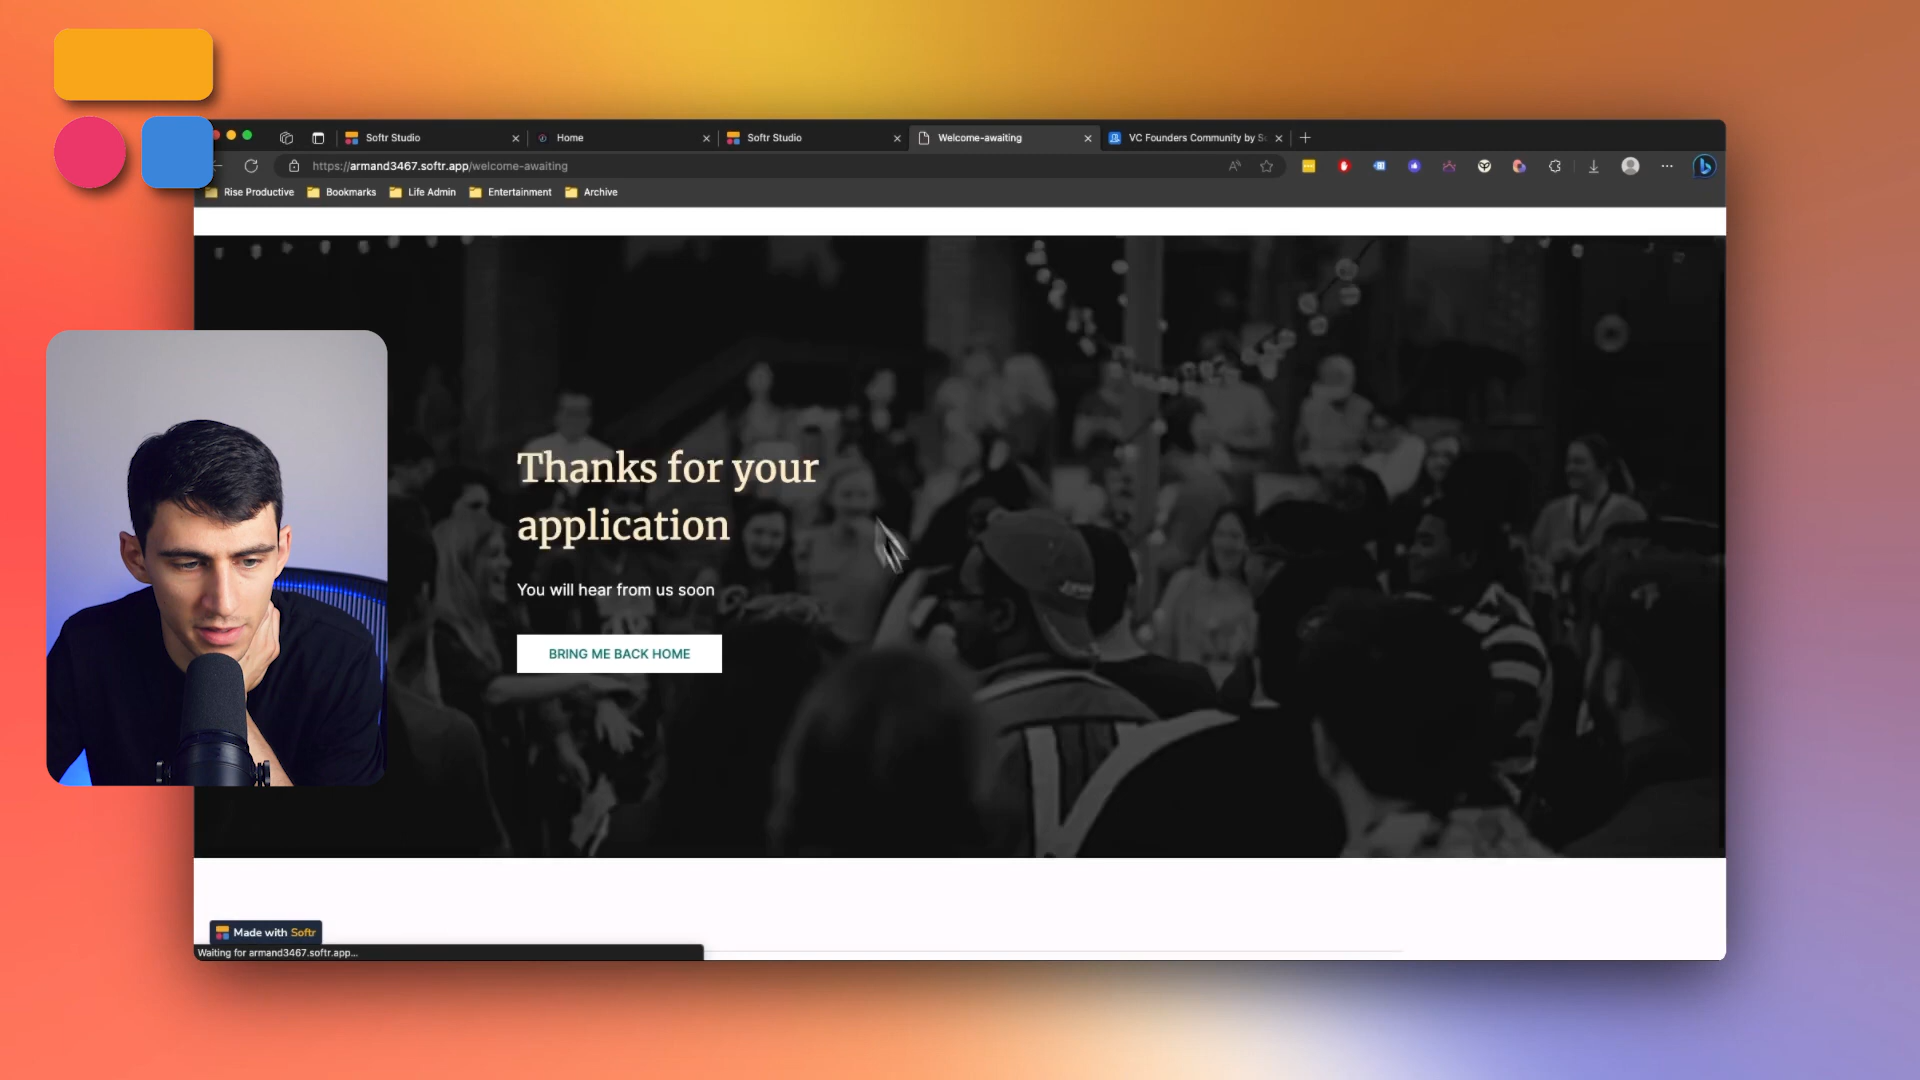 Softr Studio
Home
Softr Studio
Welcome-awaiting
VC Founders Community by S
https://armand3467.softr.app/welcome-awaiting
Rise Productive
Bookmarks
Life Admin
Entertainment
Archive
Thanks for your
application
You will hear from us soon
BRING ME BACK HOME
Made with Softr
Waiting for armand3467.softr.app...